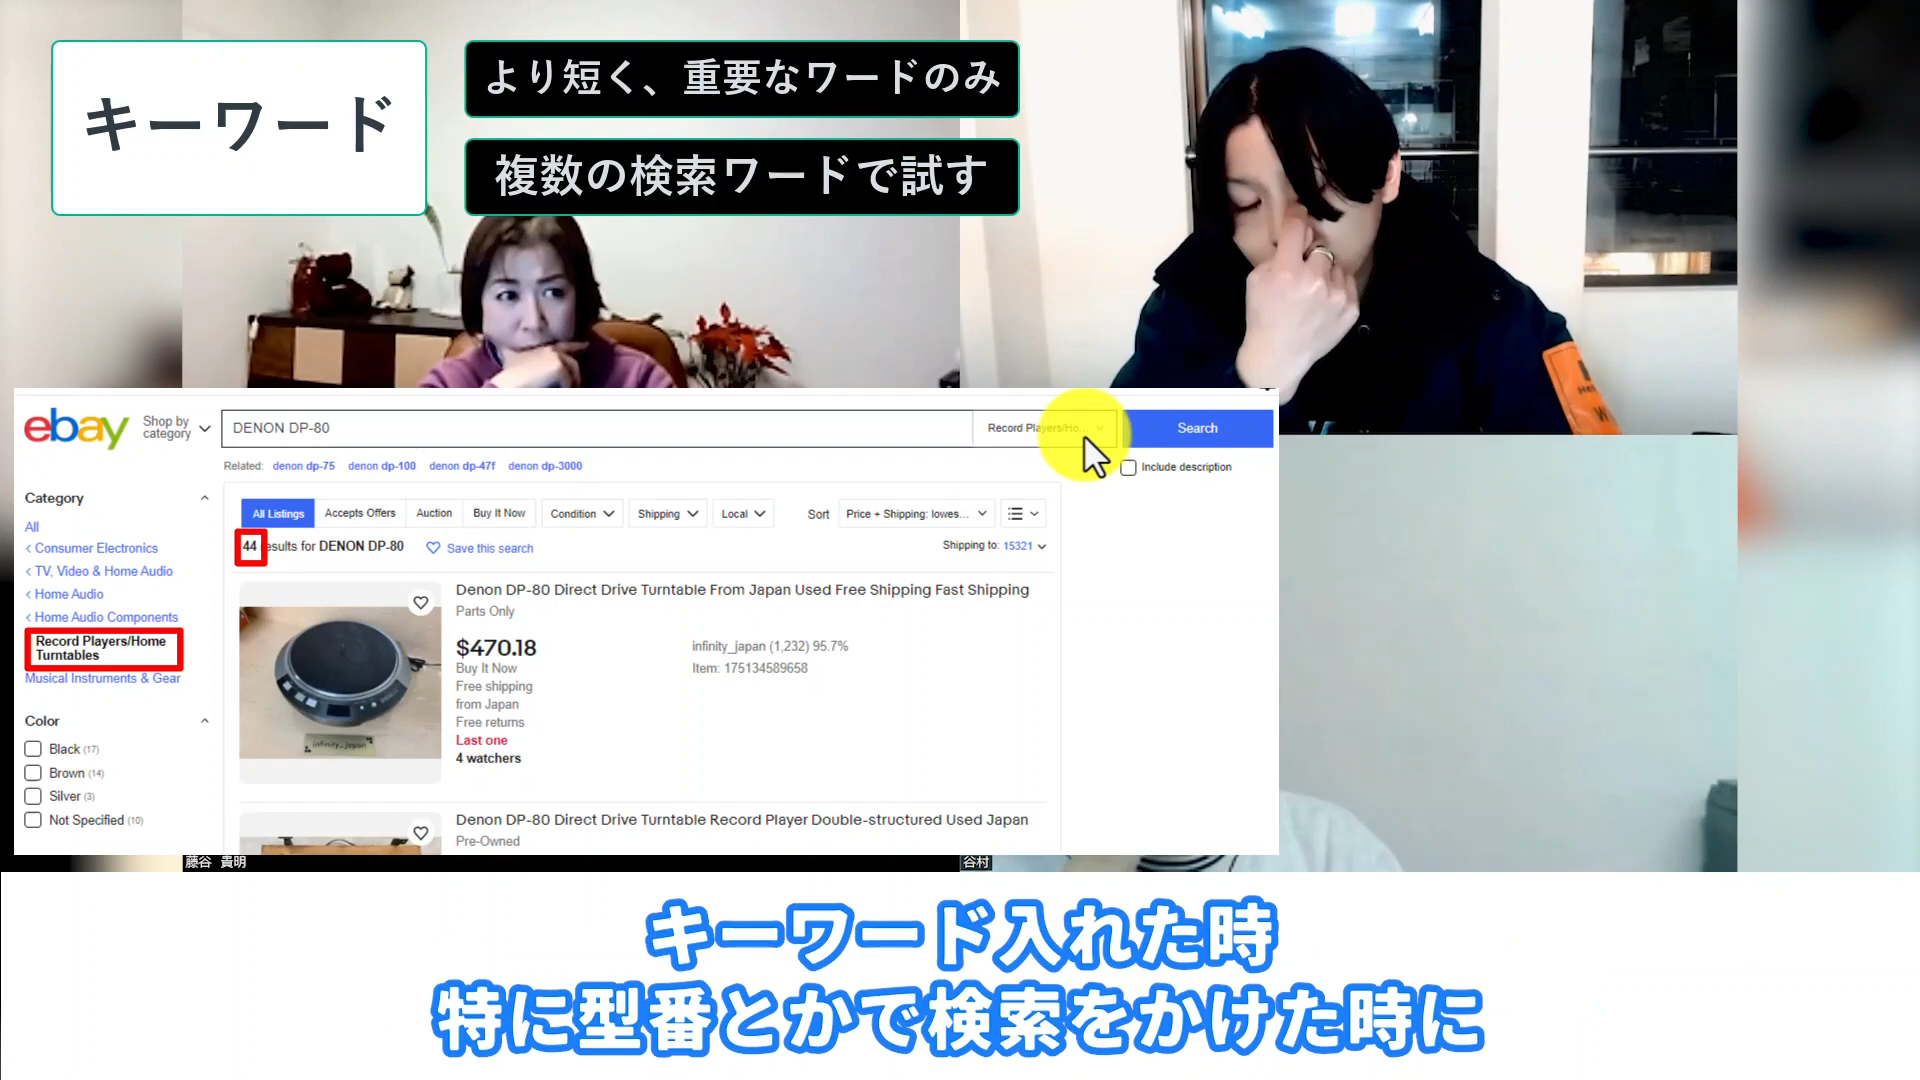 キーワード
より短く、重要なワードのみ
複数の検索ワードで試す
ebay
Shop by
category
DENON DP-80
Record Players/Ho...
Search
Related: denon dp-75 denon dp-100 denon dp-47f denon dp-3000
Include description
Category
All
< Consumer Electronics
< TV, Video & Home Audio
< Home Audio
< Home Audio Components
Record Players/Home
Turntables
Musical Instruments & Gear
Color
Black (17)
Brown (14)
Silver (3)
Not Specified (10)
All Listings Accepts Offers Auction Buy It Now Condition Shipping Local Sort Price + Shipping: lowes...
44 esults for DENON DP-80 Save this search Shipping to: 15321
Denon DP-80 Direct Drive Turntable From Japan Used Free Shipping Fast Shipping
Parts Only
$470.18
Buy It Now
Free shipping
from Japan
Free returns
Last one
4 watchers
infinity_japan (1,232) 95.7%
Item: 175134589658
infinity_japan
Denon DP-80 Direct Drive Turntable Record Player Double-structured Used Japan
Pre-Owned
藤谷 貴明
谷村
キーワード入れた時
特に型番とかで検索をかけた時に